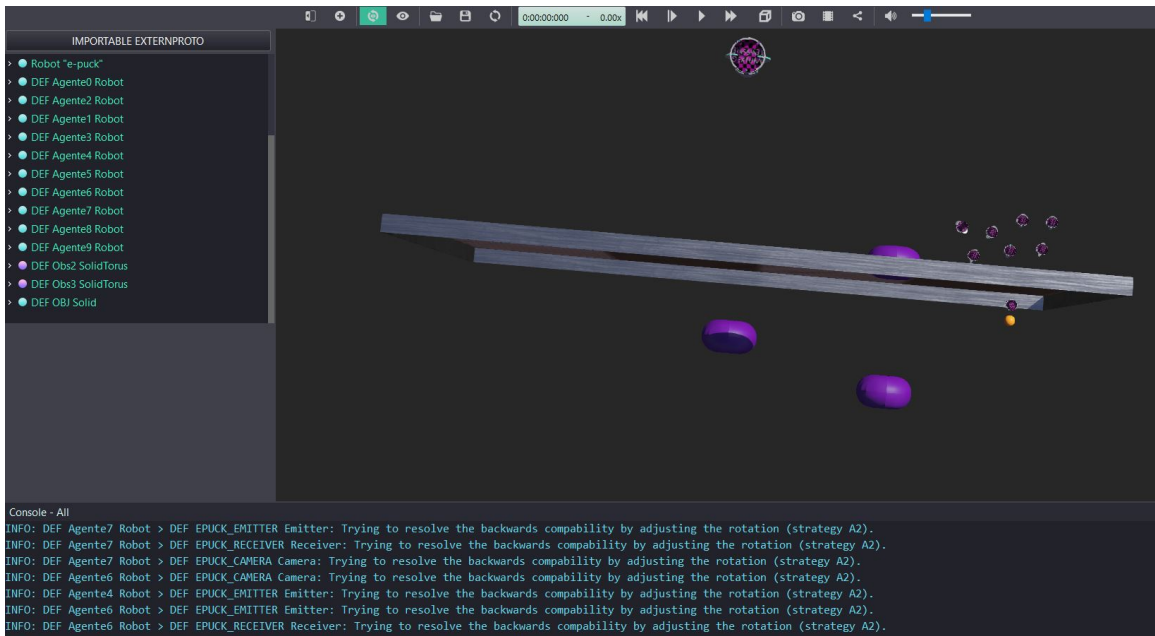 0:00:00:000 - 0.00x
IMPORTABLE EXTERNPROTO
Robot "e-puck"
DEF Agente0 Robot
DEF Agente2 Robot
DEF Agente1 Robot
DEF Agente3 Robot
DEF Agente4 Robot
DEF Agente5 Robot
DEF Agente6 Robot
DEF Agente7 Robot
DEF Agente8 Robot
DEF Agente9 Robot
DEF Obs2 SolidTorus
DEF Obs3 SolidTorus
DEF OBJ Solid
Console - All
INFO: DEF Agente7 Robot > DEF EPUCK_EMITTER Emitter: Trying to resolve the backwards compability by adjusting the rotation (strategy A2).
INFO: DEF Agente7 Robot > DEF EPUCK_RECEIVER Receiver: Trying to resolve the backwards compability by adjusting the rotation (strategy A2).
INFO: DEF Agente7 Robot > DEF EPUCK_CAMERA Camera: Trying to resolve the backwards compability by adjusting the rotation (strategy A2).
INFO: DEF Agente6 Robot > DEF EPUCK_CAMERA Camera: Trying to resolve the backwards compability by adjusting the rotation (strategy A2).
INFO: DEF Agente4 Robot > DEF EPUCK_EMITTER Emitter: Trying to resolve the backwards compability by adjusting the rotation (strategy A2).
INFO: DEF Agente6 Robot > DEF EPUCK_EMITTER Emitter: Trying to resolve the backwards compability by adjusting the rotation (strategy A2).
INFO: DEF Agente6 Robot > DEF EPUCK_RECEIVER Receiver: Trying to resolve the backwards compability by adjusting the rotation (strategy A2).